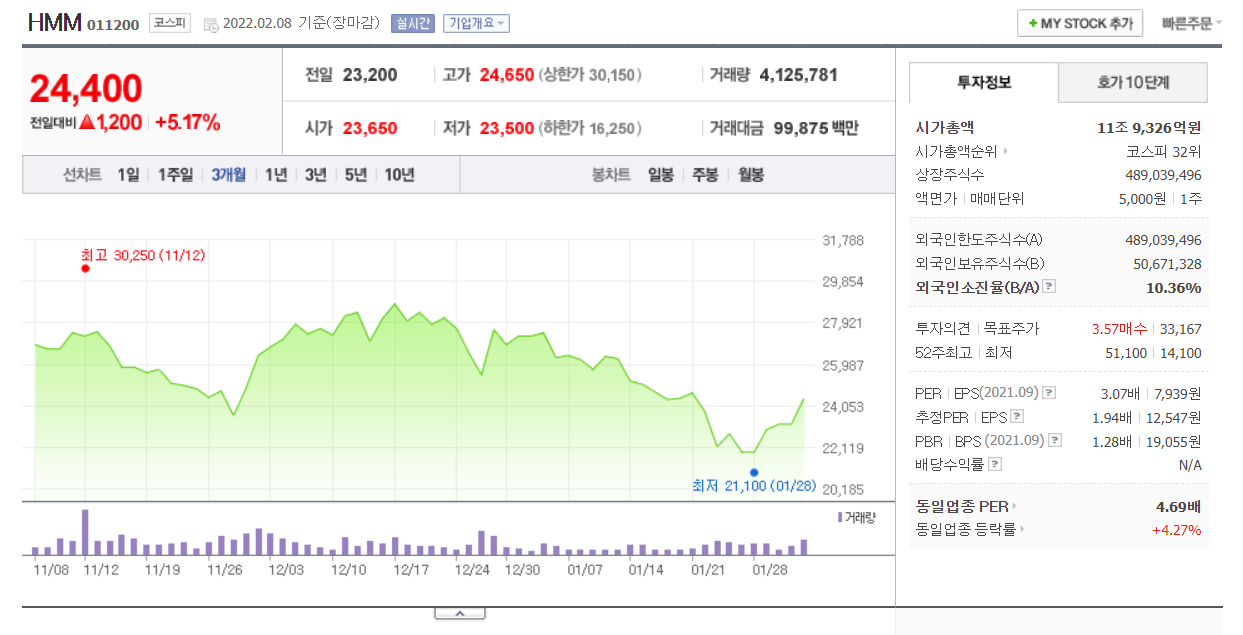 HMM 011200 코스피 2022.02.08 기준(장마감) 실시간 기업개요
+ MY STOCK 추가 빠른주문
24,400
전일대비 ▲1,200 +5.17%
전일 23,200 고가 24,650 (상한가 30,150) 거래량 4,125,781
시가 23,650 저가 23,500 (하한가 16,250) 거래대금 99,875 백만
선차트 1일 1주일 3개월 1년 3년 5년 10년 봉차트 일봉 주봉 월봉
최고 30,250 (11/12)
최저 21,100 (01/28)
31,788
29,854
27,921
25,987
24,053
22,119
20,185
거래량
11/08 11/12 11/19 11/26 12/03 12/10 12/17 12/24 12/30 01/07 01/14 01/21 01/28
투자정보 호가 10단계
시가총액 11조 9,326억원
시가총액순위 코스피 32위
상장주식수 489,039,496
액면가 매매단위 5,000원 1주
외국인한도주식수(A) 489,039,496
외국인보유주식수(B) 50,671,328
외국인소진율(B/A) ? 10.36%
투자의견 목표주가 3.57매수 33,167
52주최고 최저 51,100 14,100
PER EPS(2021.09) ? 3.07배 7,939원
추정PER EPS ? 1.94배 12,547원
PBR BPS (2021.09) ? 1.28배 19,055원
배당수익률 ? N/A
동일업종 PER 4.69배
동일업종 등락률 +4.27%